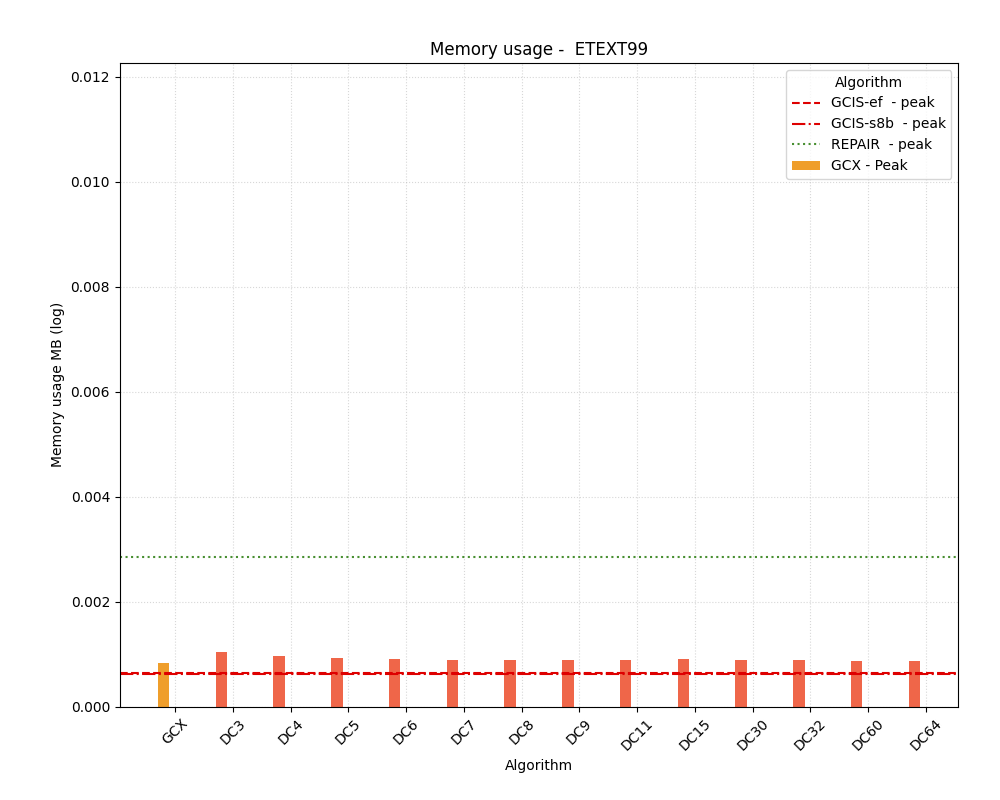 Memory usage -  ETEXT99
Algorithm
GCIS-ef  - peak
GCIS-s8b  - peak
REPAIR  - peak
GCX - Peak
Memory usage MB (log)
0.012
0.010
0.008
0.006
0.004
0.002
0.000
GCX
DC3
DC4
DC5
DC6
DC7
DC8
DC9
DC11
DC15
DC30
DC32
DC60
DC64
Algorithm